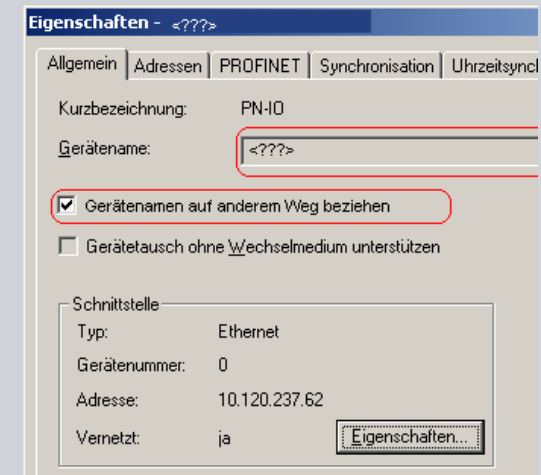 Eigenschaften - <???>
Allgemein Adressen PROFINET Synchronisation
Kurzbezeichnung: PN-IO
Gerätename: <???>
Gerätenamen auf anderem Weg beziehen
Gerätetausch ohne Wechselmedium unterstützen
Schnittstelle
Typ: Ethernet
Gerätenummer: 0
Adresse: 10.120.237.62
Vernetzt: ja Eigenschaften...